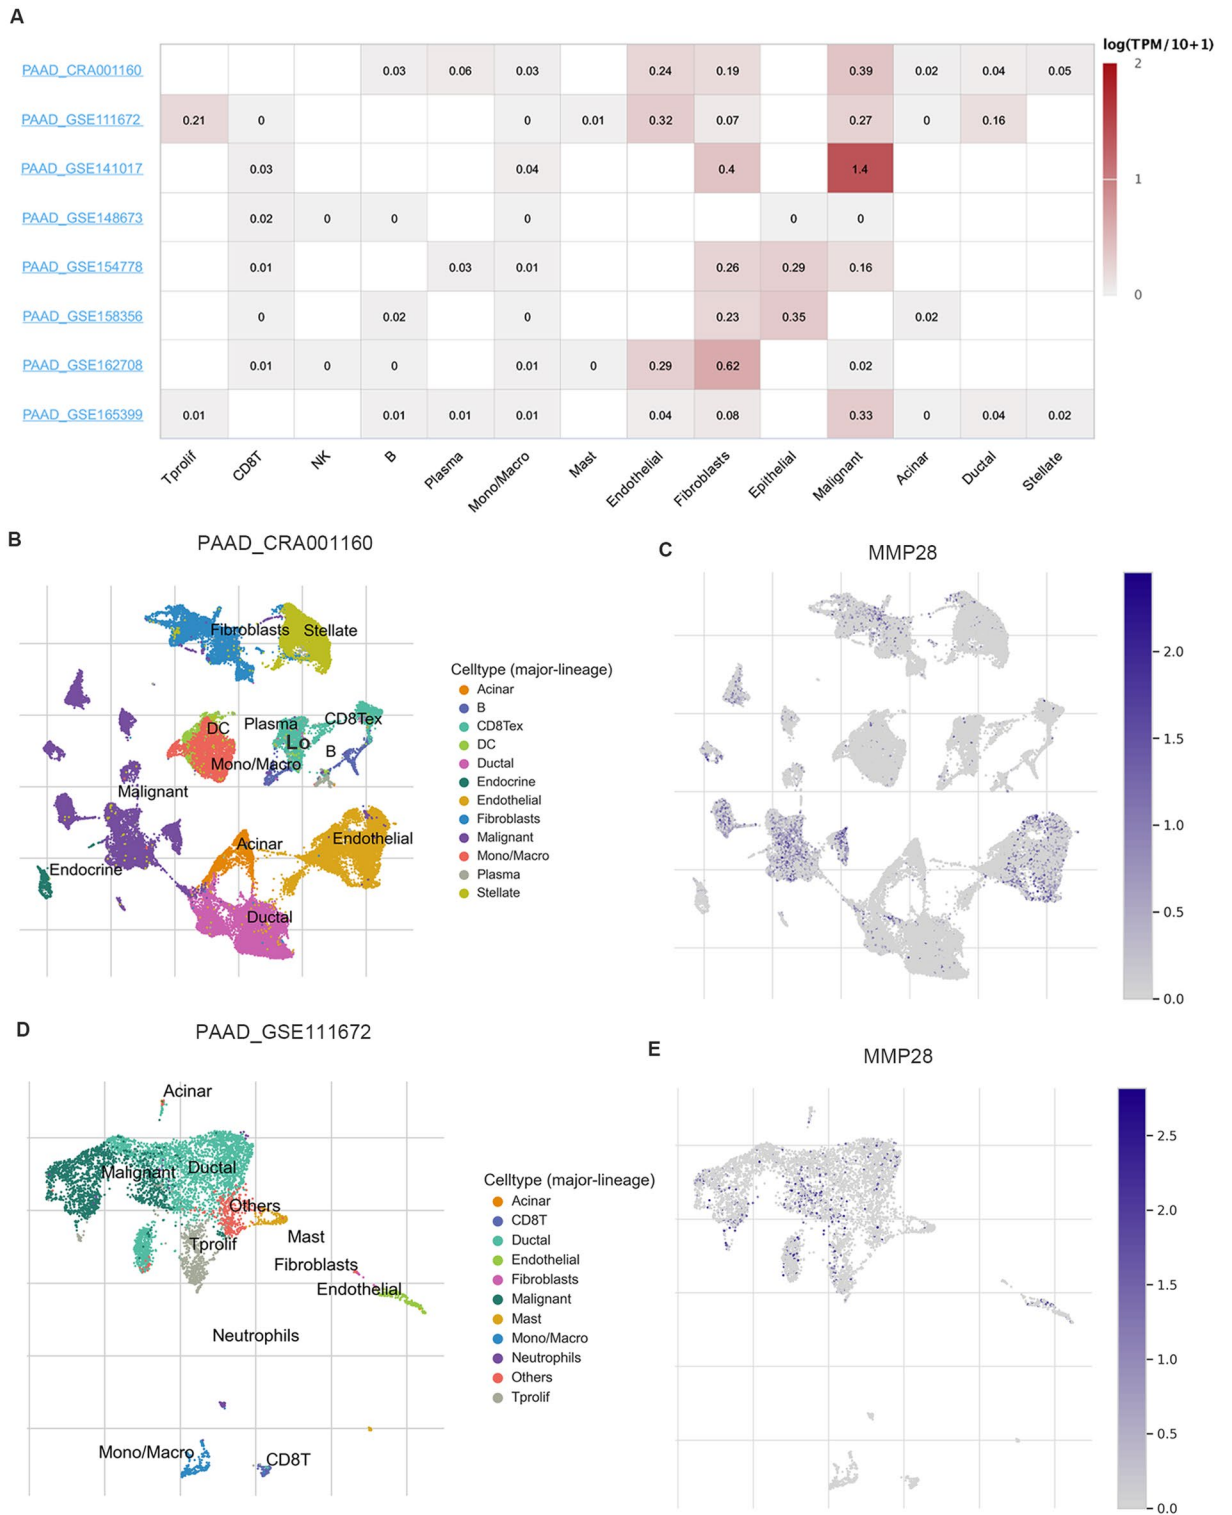 A
log(TPM/10+1)
PAAD_CRA001160 0.03 0.06 0.03 0.24 0.19 0.39 0.02 0.04 0.05
PAAD_GSE111672 0.21 0 0 0.01 0.32 0.07 0.27 0 0.16
PAAD_GSE141017 0.03 0.04 0.4 1.4
PAAD_GSE148673 0.02 0 0 0 0 0
PAAD_GSE154778 0.01 0.03 0.01 0.26 0.29 0.16
PAAD_GSE158356 0 0.02 0 0.23 0.35 0.02
PAAD_GSE162708 0.01 0 0 0.01 0 0.29 0.62 0.02
PAAD_GSE165399 0.01 0.01 0.01 0.01 0.04 0.08 0.33 0 0.04 0.02
2
1
0
Tprolif CD8T NK B Plasma Mono/Macro Mast Endothelial Fibroblasts Epithelial Malignant Acinar Ductal Stellate
B
PAAD_CRA001160
Fibroblasts Stellate
DC Plasma CD8Tex
Lo B
Mono/Macro
Malignant
Acinar Endothelial
Endocrine
Ductal
Celltype (major-lineage)
Acinar
B
CD8Tex
DC
Ductal
Endocrine
Endothelial
Fibroblasts
Malignant
Mono/Macro
Plasma
Stellate
C
MMP28
2.0
1.5
1.0
0.5
0.0
D
PAAD_GSE111672
Acinar
Malignant Ductal
Others
Tprolif Mast
Fibroblasts
Endothelial
Neutrophils
Mono/Macro CD8T
Celltype (major-lineage)
Acinar
CD8T
Ductal
Endothelial
Fibroblasts
Malignant
Mast
Mono/Macro
Neutrophils
Others
Tprolif
E
MMP28
2.5
2.0
1.5
1.0
0.5
0.0